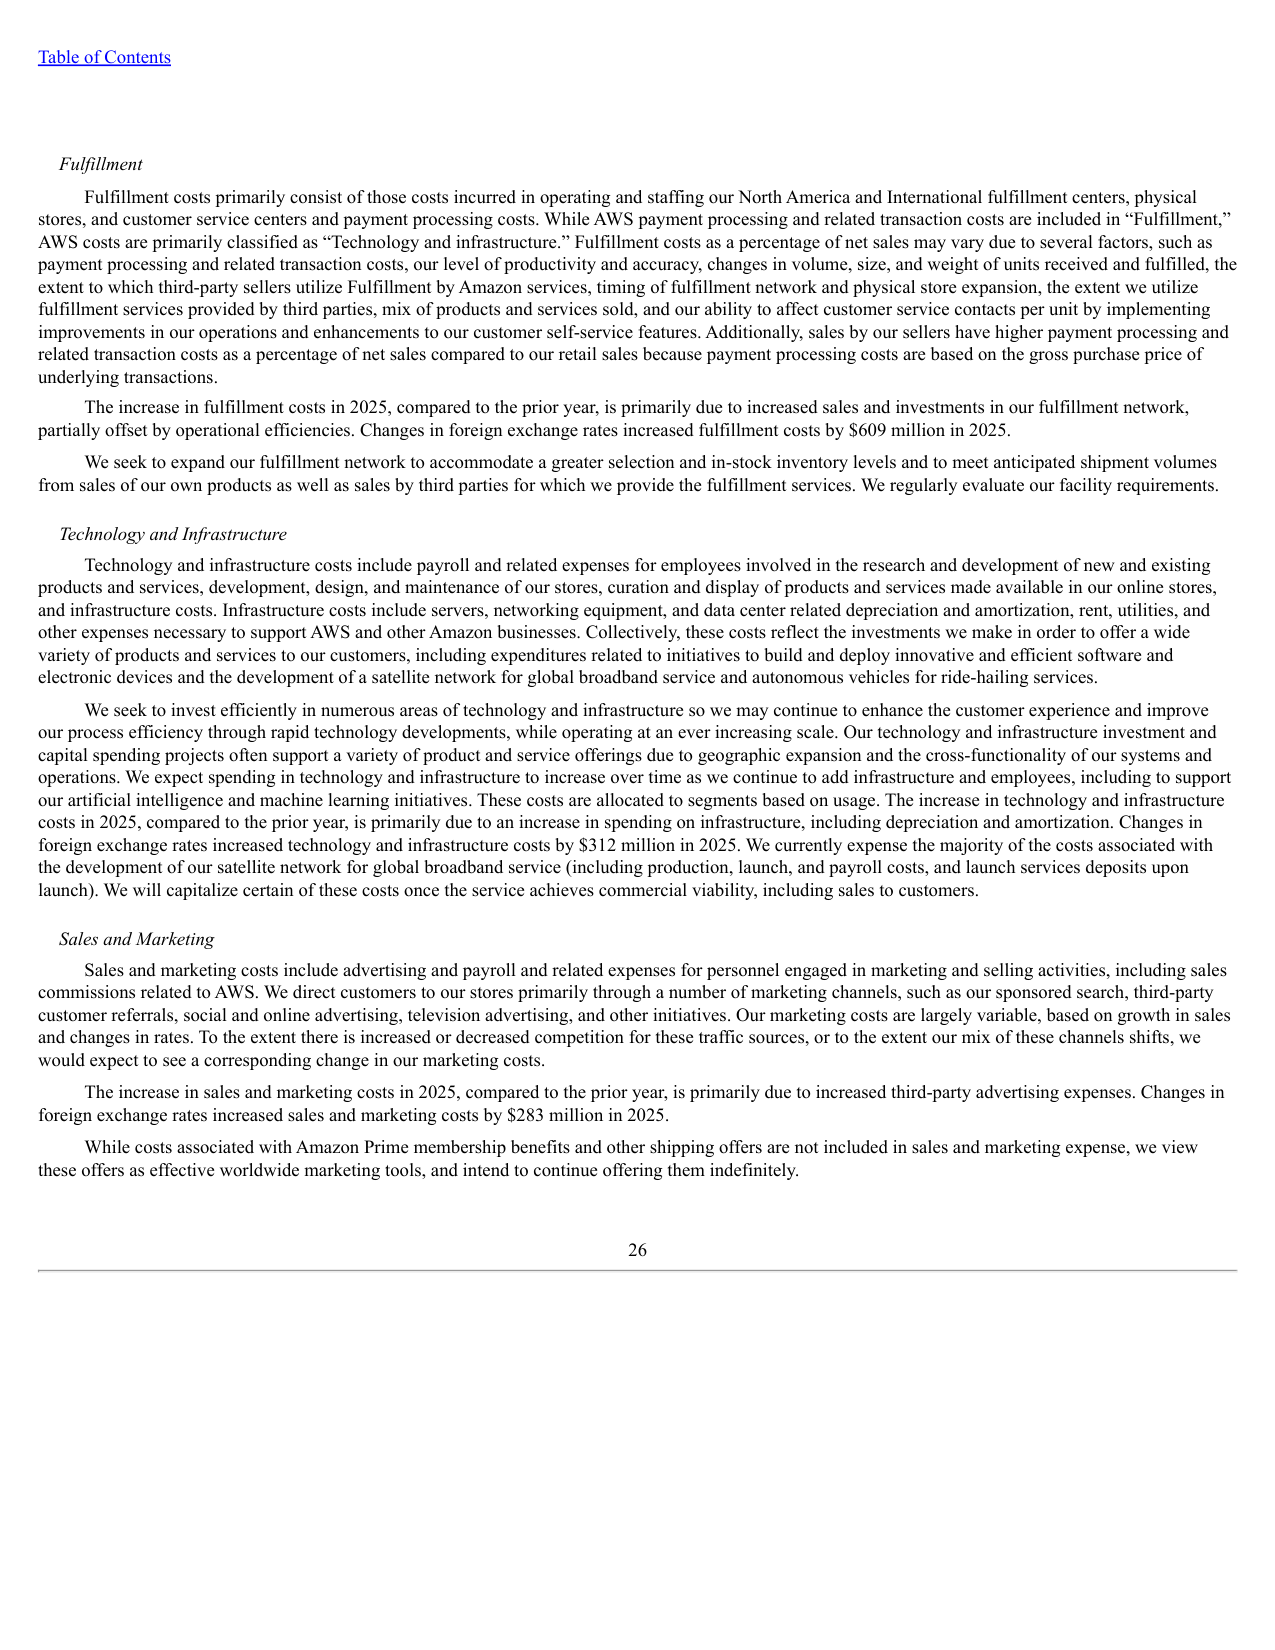 Table of Contents
Fulfillment
Fulfillment costs primarily consist of those costs incurred in operating and staffing our North America and International fulfillment centers, physical
stores, and customer service centers and payment processing costs. While AWS payment processing and related transaction costs are included in “Fulfillment,”
AWS costs are primarily classified as “Technology and infrastructure.” Fulfillment costs as a percentage of net sales may vary due to several factors, such as
payment processing and related transaction costs, our level of productivity and accuracy, changes in volume, size, and weight of units received and fulfilled, the
extent to which third-party sellers utilize Fulfillment by Amazon services, timing of fulfillment network and physical store expansion, the extent we utilize
fulfillment services provided by third parties, mix of products and services sold, and our ability to affect customer service contacts per unit by implementing
improvements in our operations and enhancements to our customer self-service features. Additionally, sales by our sellers have higher payment processing and
related transaction costs as a percentage of net sales compared to our retail sales because payment processing costs are based on the gross purchase price of
underlying transactions.
The increase in fulfillment costs in 2025, compared to the prior year, is primarily due to increased sales and investments in our fulfillment network,
partially offset by operational efficiencies. Changes in foreign exchange rates increased fulfillment costs by $609 million in 2025.
We seek to expand our fulfillment network to accommodate a greater selection and in-stock inventory levels and to meet anticipated shipment volumes
from sales of our own products as well as sales by third parties for which we provide the fulfillment services. We regularly evaluate our facility requirements.
Technology and Infrastructure
Technology and infrastructure costs include payroll and related expenses for employees involved in the research and development of new and existing
products and services, development, design, and maintenance of our stores, curation and display of products and services made available in our online stores,
and infrastructure costs. Infrastructure costs include servers, networking equipment, and data center related depreciation and amortization, rent, utilities, and
other expenses necessary to support AWS and other Amazon businesses. Collectively, these costs reflect the investments we make in order to offer a wide
variety of products and services to our customers, including expenditures related to initiatives to build and deploy innovative and efficient software and
electronic devices and the development of a satellite network for global broadband service and autonomous vehicles for ride-hailing services.
We seek to invest efficiently in numerous areas of technology and infrastructure so we may continue to enhance the customer experience and improve
our process efficiency through rapid technology developments, while operating at an ever increasing scale. Our technology and infrastructure investment and
capital spending projects often support a variety of product and service offerings due to geographic expansion and the cross-functionality of our systems and
operations. We expect spending in technology and infrastructure to increase over time as we continue to add infrastructure and employees, including to support
our artificial intelligence and machine learning initiatives. These costs are allocated to segments based on usage. The increase in technology and infrastructure
costs in 2025, compared to the prior year, is primarily due to an increase in spending on infrastructure, including depreciation and amortization. Changes in
foreign exchange rates increased technology and infrastructure costs by $312 million in 2025. We currently expense the majority of the costs associated with
the development of our satellite network for global broadband service (including production, launch, and payroll costs, and launch services deposits upon
launch). We will capitalize certain of these costs once the service achieves commercial viability, including sales to customers.
Sales and Marketing
Sales and marketing costs include advertising and payroll and related expenses for personnel engaged in marketing and selling activities, including sales
commissions related to AWS. We direct customers to our stores primarily through a number of marketing channels, such as our sponsored search, third-party
customer referrals, social and online advertising, television advertising, and other initiatives. Our marketing costs are largely variable, based on growth in sales
and changes in rates. To the extent there is increased or decreased competition for these traffic sources, or to the extent our mix of these channels shifts, we
would expect to see a corresponding change in our marketing costs.
The increase in sales and marketing costs in 2025, compared to the prior year, is primarily due to increased third-party advertising expenses. Changes in
foreign exchange rates increased sales and marketing costs by $283 million in 2025.
While costs associated with Amazon Prime membership benefits and other shipping offers are not included in sales and marketing expense, we view
these offers as effective worldwide marketing tools, and intend to continue offering them indefinitely.
26